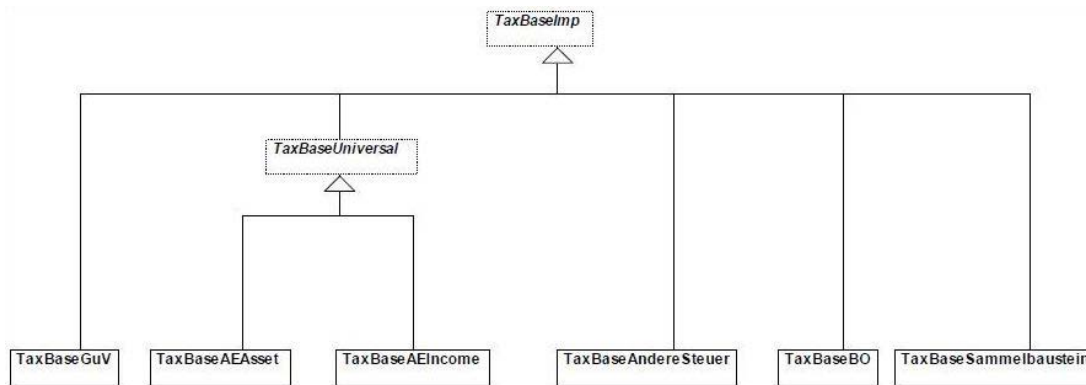 TaxBaseImp
TaxBaseUniversal
TaxBaseGuV
TaxBaseAEAsset
TaxBaseAEIncome
TaxBaseAndereSteuer
TaxBaseBO
TaxBaseSammelbaustein